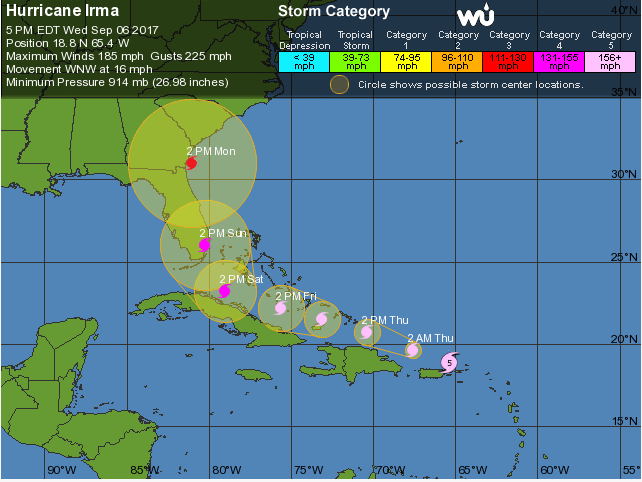 Hurricane Irma
5 PM EDT Wed Sep 06 2017
Position 18.8 N 65.4 W
Maximum Winds 185 mph Gusts 225 mph
Movement WNW at 16 mph
Minimum Pressure 914 mb (26.98 inches)
Storm Category
wu
Tropical Depression
Tropical Storm
Category 1
Category 2
Category 3
Category 4
Category 5
< 39 mph
39-73 mph
74-95 mph
96-110 mph
111-130 mph
131-155 mph
156+ mph
Circle shows possible storm center locations.
40°N
35°N
2 PM Mon
30°N
2 PM Sun
25°N
2 PM Sat
2 PM Fri
2 PM Thu
2 AM Thu
20°N
5
15°N
90°W
85°W
80°W
75°W
70°W
65°W
60°W
55°